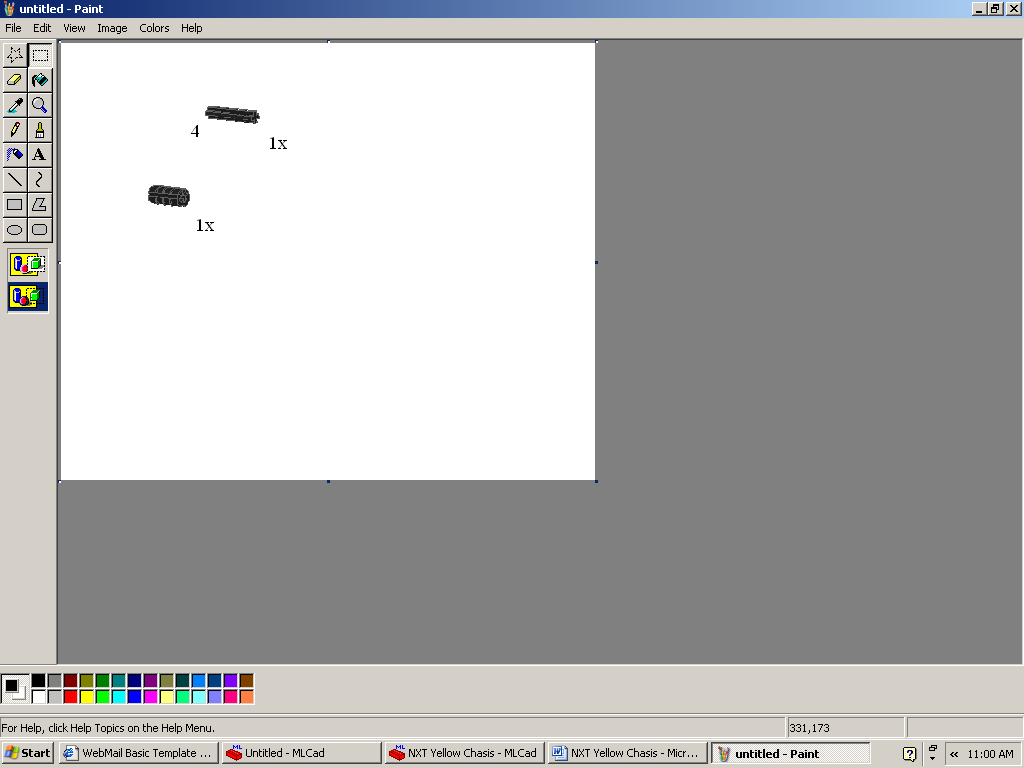 untitled - Paint
File Edit View Image Colors Help
4
1x
1x
A
For Help, click Help Topics on the Help Menu.
331,173
Start
WebMail Basic Template ...
Untitled - MLCad
NXT Yellow Chasis - MLCad
NXT Yellow Chasis - Micr...
untitled - Paint
«
11:00 AM